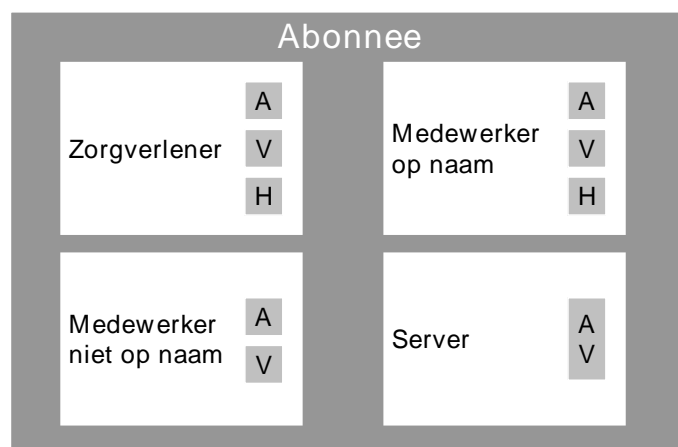 Abonnee
Zorgverlener
A
V
H
Medewerker
op naam
A
V
H
Medewerker
niet op naam
A
V
Server
A
V